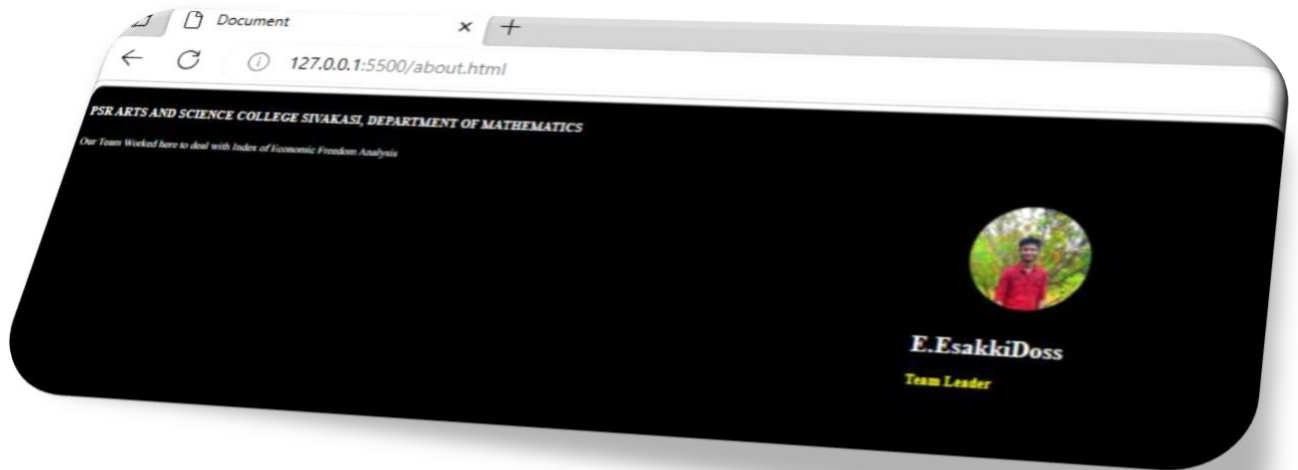 Document
127.0.0.1:5500/about.html
PSR ARTS AND SCIENCE COLLEGE SIVAKASI, DEPARTMENT OF MATHEMATICS
Our Team Worked here to deal with Index of Economic Freedom Analysis
E.EsakkiDoss
Team Leader